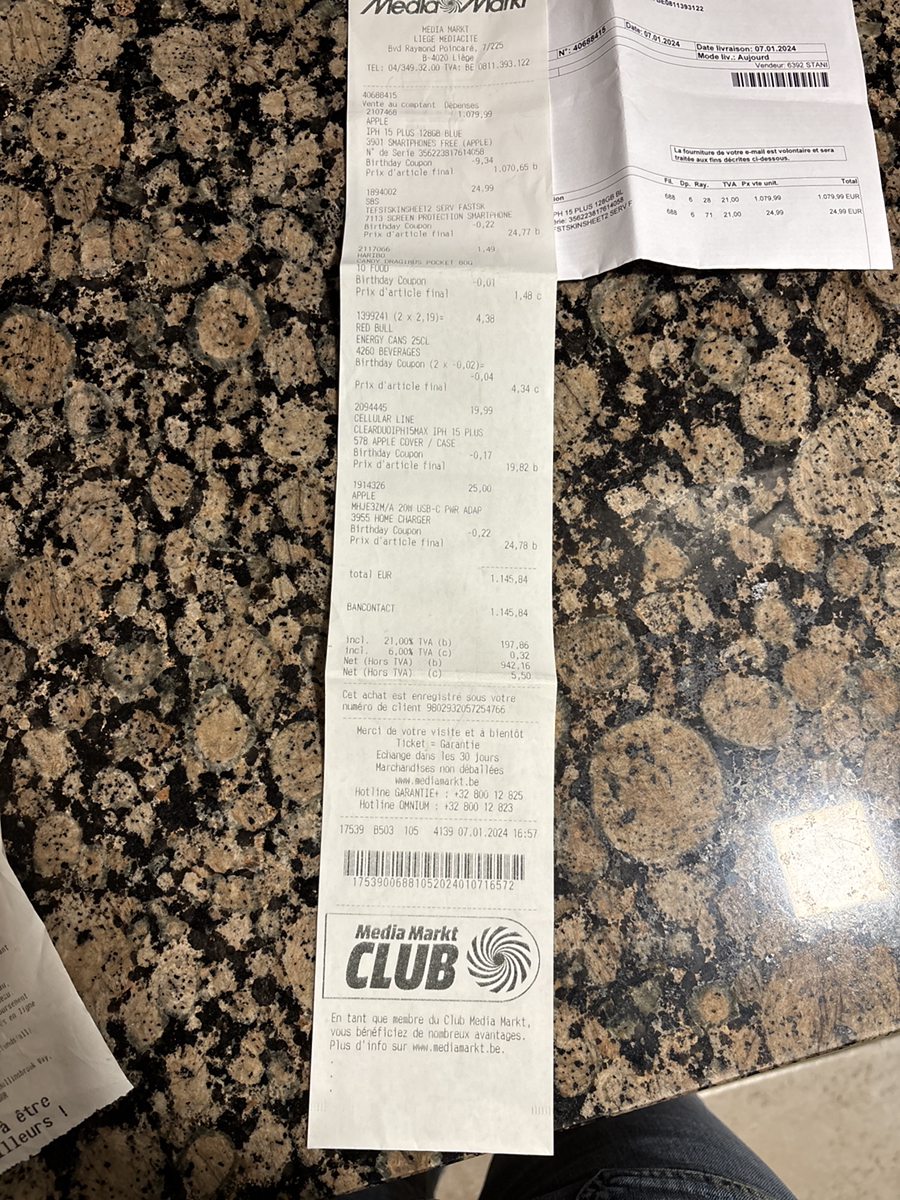 Media Markt
MEDIA MARKT
LIEGE MEDIACITE
Bvd Raymond Poincaré, 7/225
B-4020 Liège
TEL: 04/349.32.00 TVA: BE 0811.393.122
40688415
Vente au comptant Dépenses
2107468 1.079,99
APPLE
IPH 15 PLUS 128GB BLUE
3901 SMARTPHONES FREE (APPLE)
N° de Serie 356223817614058
Birthday Coupon -9,34
Prix d'article final 1.070,65 b
1894002 24,99
SBS
TEFSTSKINSHEET2 SERV FASTSK
7113 SCREEN PROTECTION SMARTPHONE
Birthday Coupon -0,22
Prix d'article final 24,77 b
2117066 1,49
HARIBO
CANDY DRAGIBUS POCKET BOG
10 FOOD
Birthday Coupon -0,01
Prix d'article final 1,48 c
1399241 (2 x 2,19)= 4,38
RED BULL
ENERGY CANS 25CL
4260 BEVERAGES
Birthday Coupon (2 x -0,02)=
-0,04
Prix d'article final 4,34 c
2094445 19,99
CELLULAR LINE
CLEARDUOIPH15MAX IPH 15 PLUS
578 APPLE COVER / CASE
Birthday Coupon -0,17
Prix d'article final 19,82 b
1914326 25,00
APPLE
MHJE3ZM/A 20W USB-C PWR ADAP
3955 HOME CHARGER
Birthday Coupon -0,22
Prix d'article final 24,78 b
total EUR 1.145,84
BANCONTACT 1.145,84
incl. 21,00% TVA (b) 197,86
incl. 6,00% TVA (c) 0,32
Net (Hors TVA) (b) 942,16
Net (Hors TVA) (c) 5,50
Cet achat est enregistré sous votre
numéro de client 9802932057254766
Merci de votre visite et à bientôt
Ticket = Garantie
Echange dans les 30 jours
Marchandises non déballées
www.mediamarkt.be
Hotline GARANTIE+ : +32 800 12 825
Hotline OMNIUM : +32 800 12 823
17539 B503 105 4139 07.01.2024 16:57
17539006881052024010716572
Media Markt
CLUB
En tant que membre du Club Media Markt,
vous bénéficiez de nombreux avantages.
Plus d'info sur www.mediamarkt.be.
0811393122
N°: 40688415 Date: 07.01.2024 Date livraison: 07.01.2024
Mode liv.: Aujourd
Vendeur: 6392 STANI
La fourniture de votre e-mail est volontaire et sera
traitée aux fins décrites ci-dessous.
Fil. Dp. Ray. TVA Px vte unit. Total
PH 15 PLUS 128GB BL 688 6 28 21,00 1.079,99 1.079,99 EUR
érie: 356223817614058
FSTSKINSHEET2 SERV F 688 6 71 21,00 24,99 24,99 EUR
à être
lleurs !